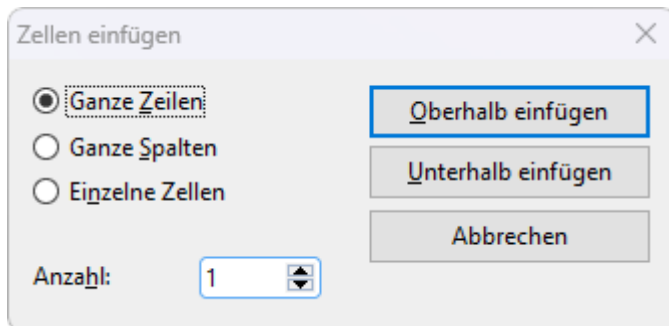 Zellen einfügen
Ganze Zeilen
Ganze Spalten
Einzelne Zellen
Anzahl: 1
Oberhalb einfügen
Unterhalb einfügen
Abbrechen